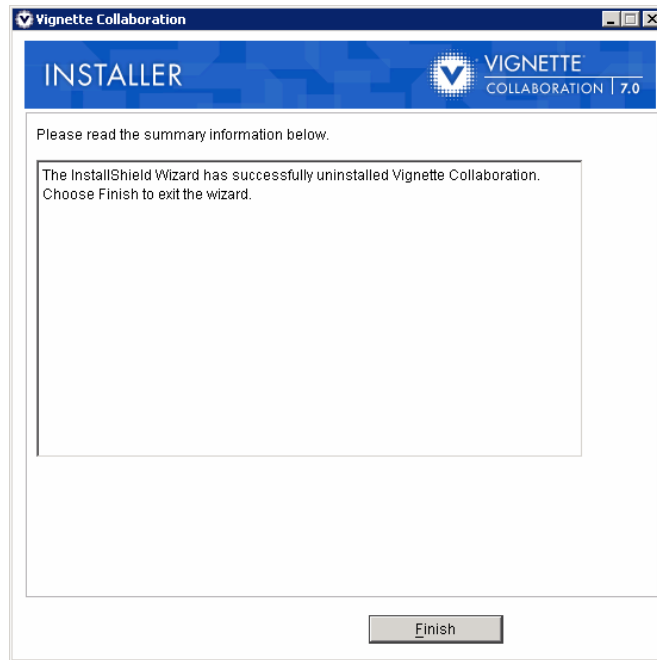 Vignette Collaboration
INSTALLER
VIGNETTE
COLLABORATION 7.0
Please read the summary information below.
The InstallShield Wizard has successfully uninstalled Vignette Collaboration.
Choose Finish to exit the wizard.
Finish